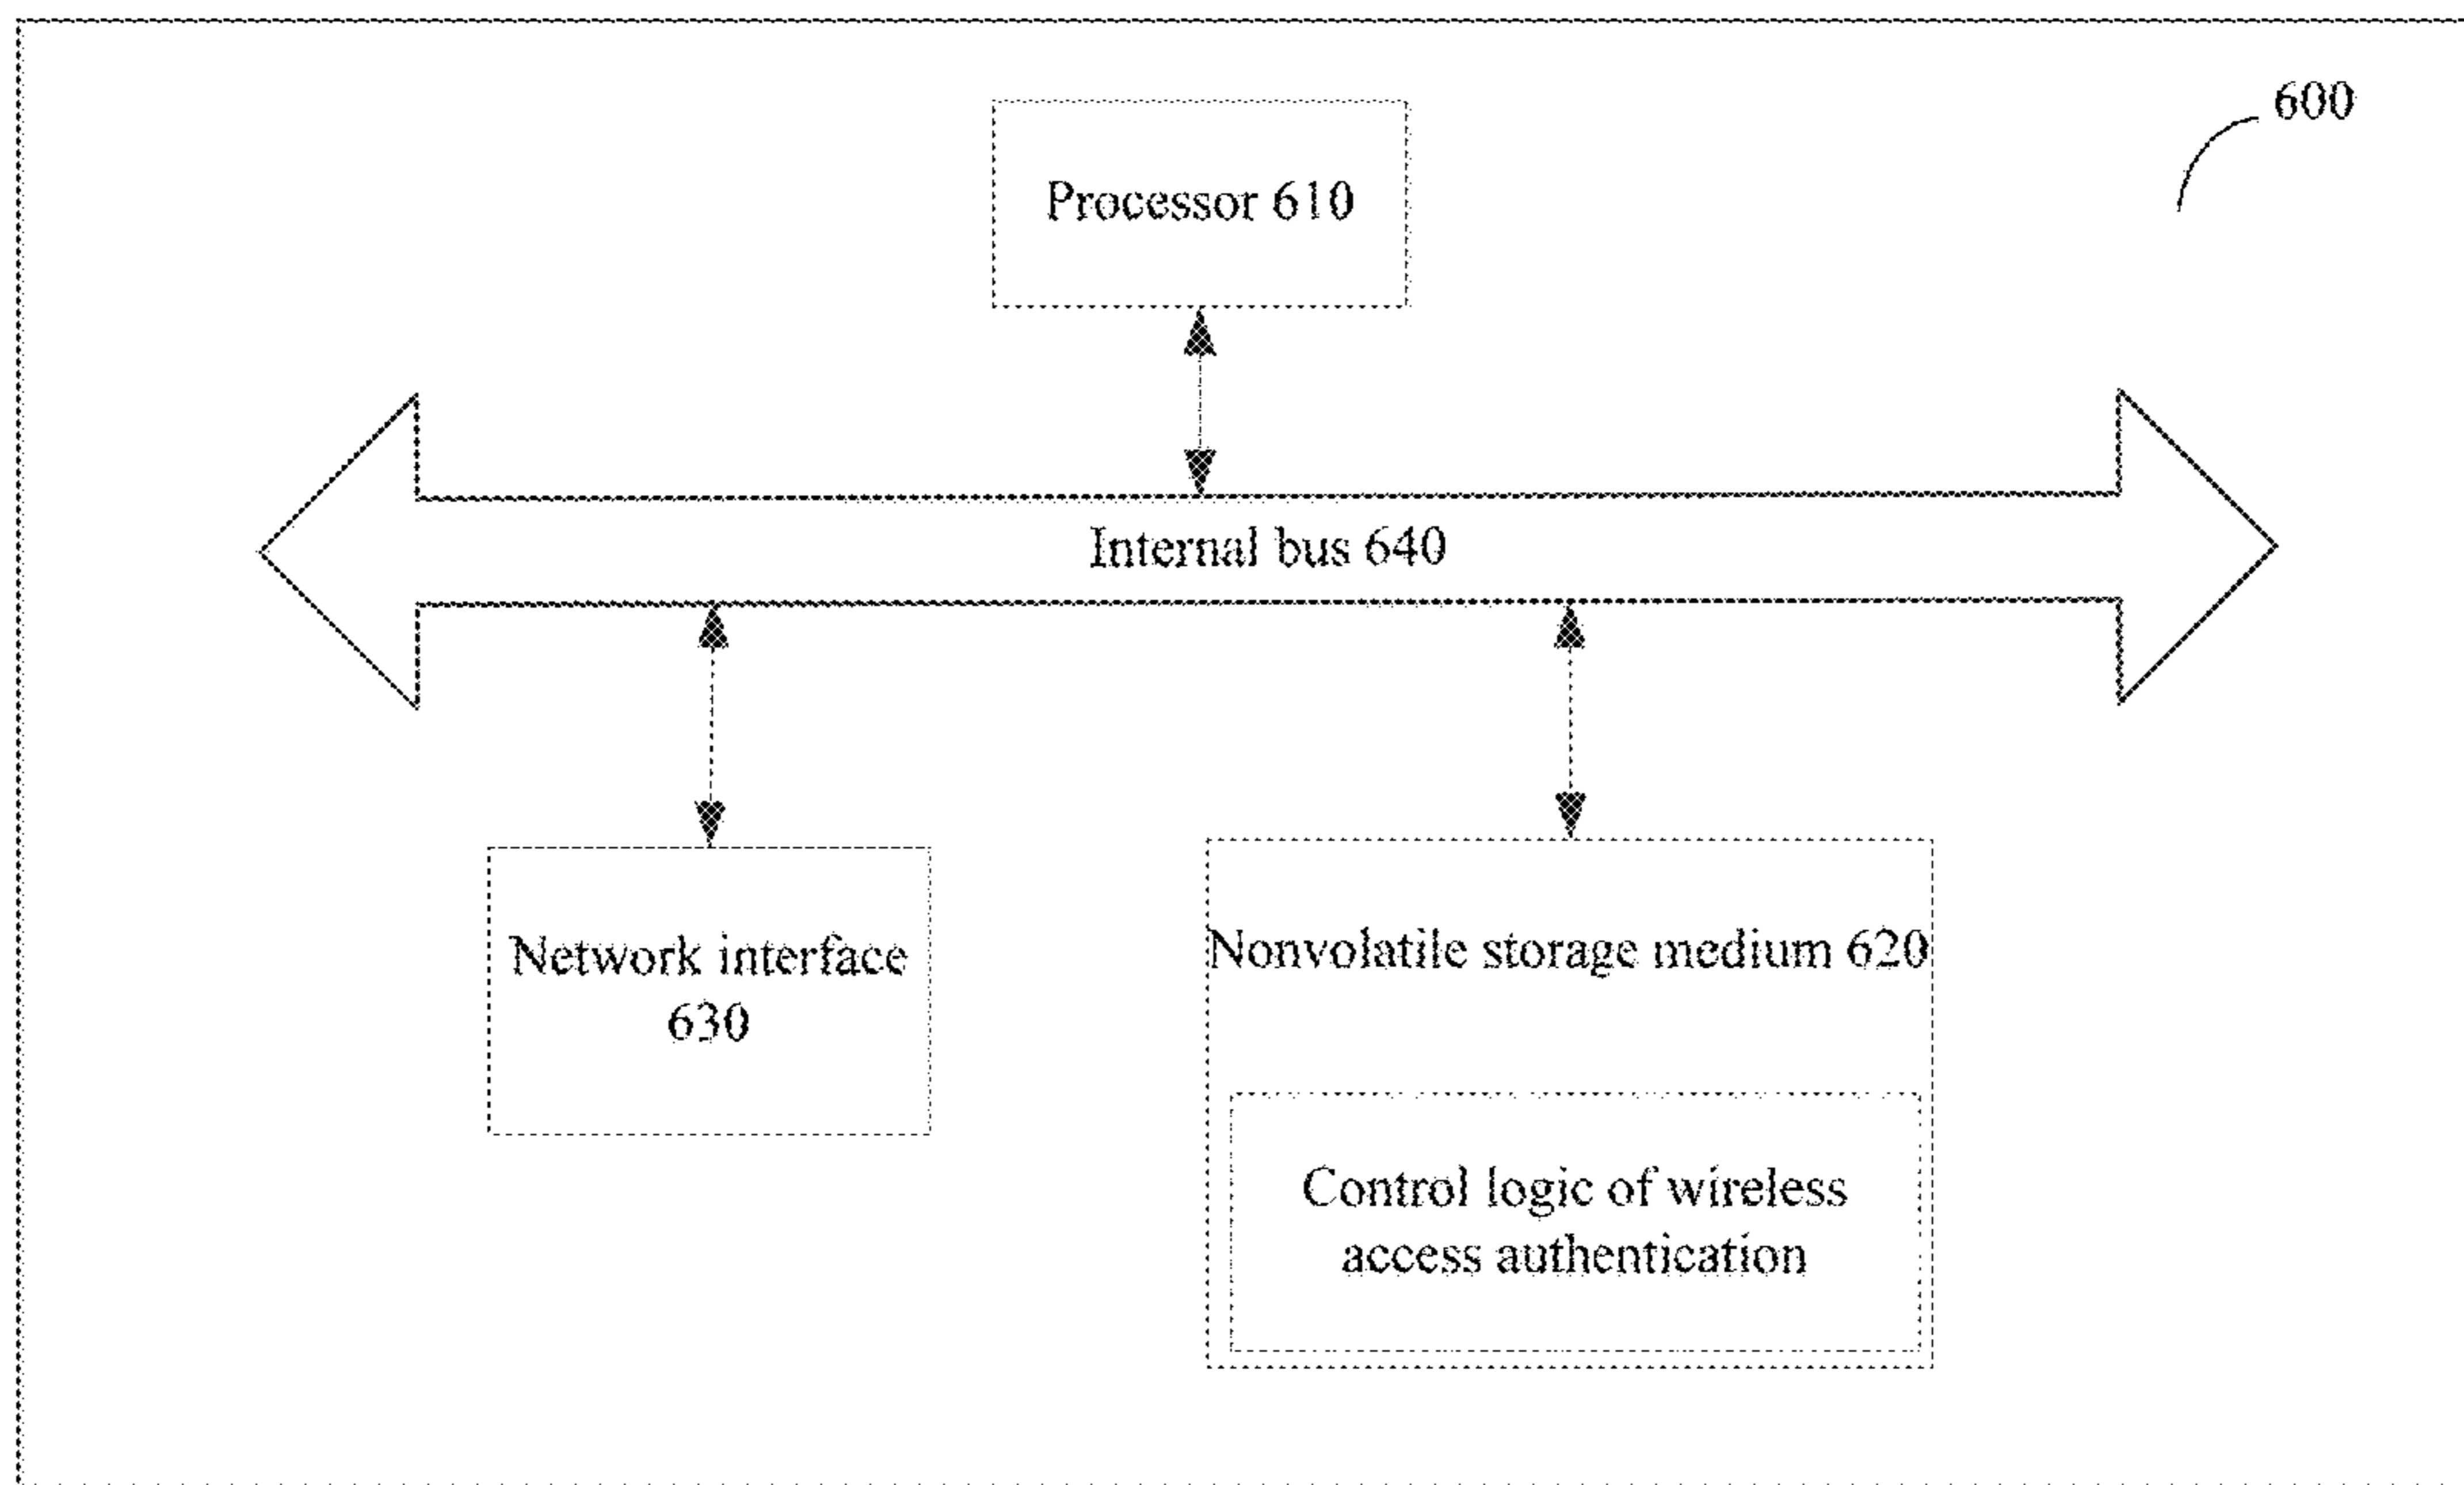 600
Processor 610
Internal bus 640
Network interface
630
Nonvolatile storage medium 620
Control logic of wireless
access authentication